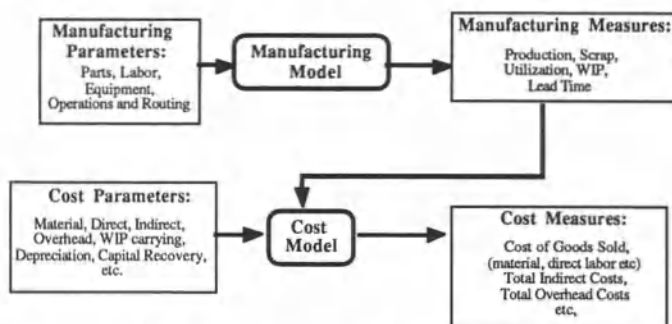 Manufacturing
Parameters:
Parts, Labor,
Equipment,
Operations and Routing
Manufacturing
Model
Manufacturing Measures:
Production, Scrap,
Utilization, WIP,
Lead Time
Cost Parameters:
Material, Direct, Indirect,
Overhead, WIP carrying,
Depreciation, Capital Recovery,
etc.
Cost
Model
Cost Measures:
Cost of Goods Sold,
(material, direct labor etc)
Total Indirect Costs,
Total Overhead Costs
etc,